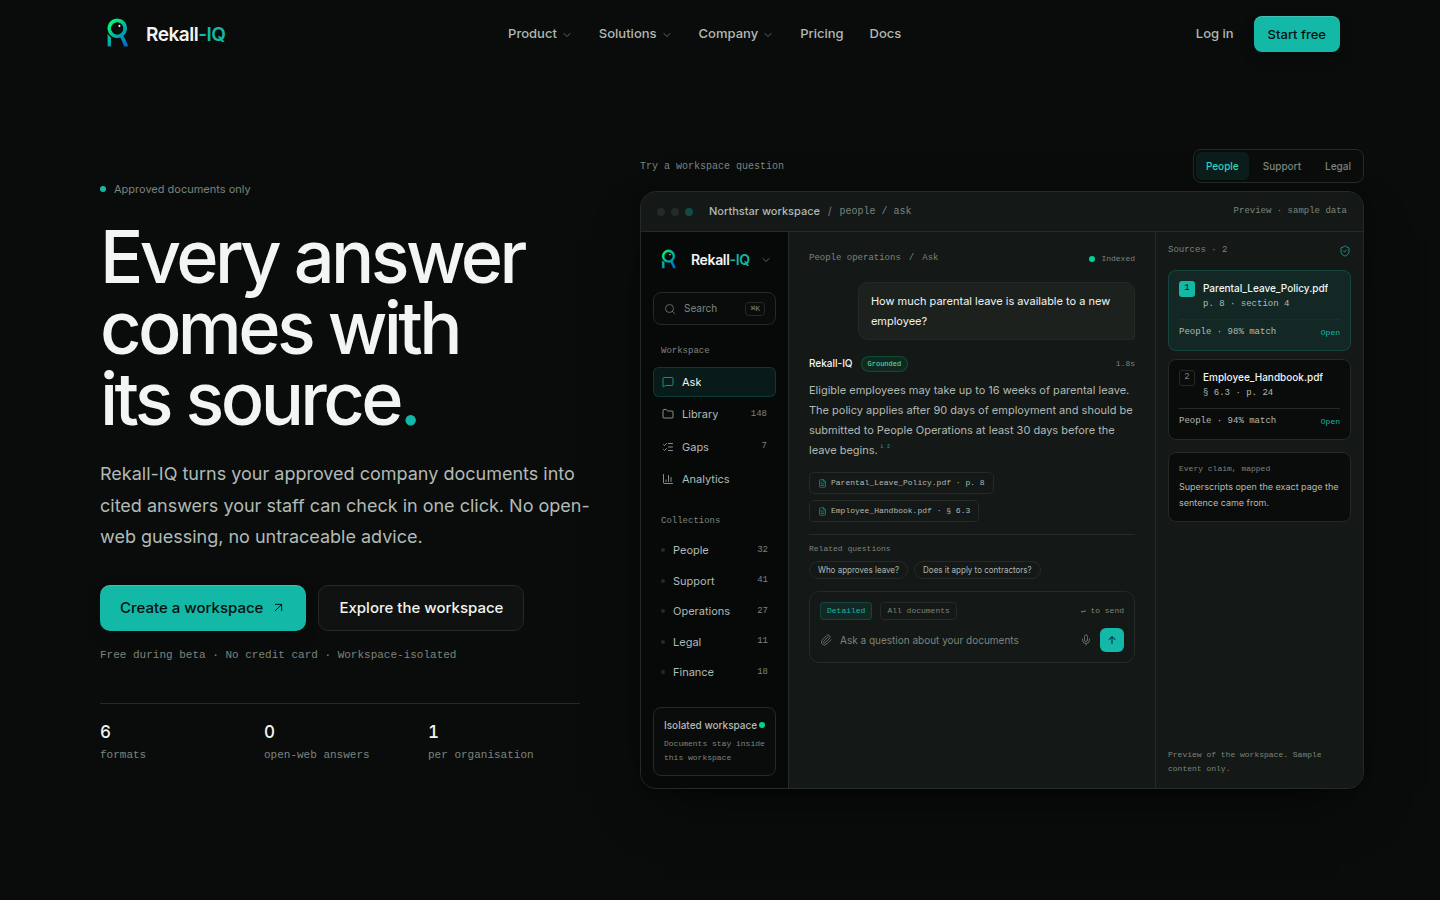 Rekall-IQ
Product
Solutions
Company
Pricing
Docs
Log in
Start free
Approved documents only
Every answer
comes with
its source.
Rekall-IQ turns your approved company documents into
cited answers your staff can check in one click. No open-
web guessing, no untraceable advice.
Create a workspace
Explore the workspace
Free during beta · No credit card · Workspace-isolated
6
formats
0
open-web answers
1
per organisation
Try a workspace question
People
Support
Legal
Northstar workspace / people / ask
Preview · sample data
Rekall-IQ
Search
⌘K
Workspace
Ask
Library 148
Gaps 7
Analytics
Collections
People 32
Support 41
Operations 27
Legal 11
Finance 18
Isolated workspace
Documents stay inside
this workspace
People operations / Ask
Indexed
How much parental leave is available to a new
employee?
Rekall-IQ
Grounded
1.8s
Eligible employees may take up to 16 weeks of parental leave.
The policy applies after 90 days of employment and should be
submitted to People Operations at least 30 days before the
leave begins. 1 2
Parental_Leave_Policy.pdf · p. 8
Employee_Handbook.pdf · § 6.3
Related questions
Who approves leave?
Does it apply to contractors?
Detailed
All documents
↵ to send
Ask a question about your documents
Sources · 2
1
Parental_Leave_Policy.pdf
p. 8 · section 4
People · 98% match
Open
2
Employee_Handbook.pdf
§ 6.3 · p. 24
People · 94% match
Open
Every claim, mapped
Superscripts open the exact page the
sentence came from.
Preview of the workspace. Sample
content only.